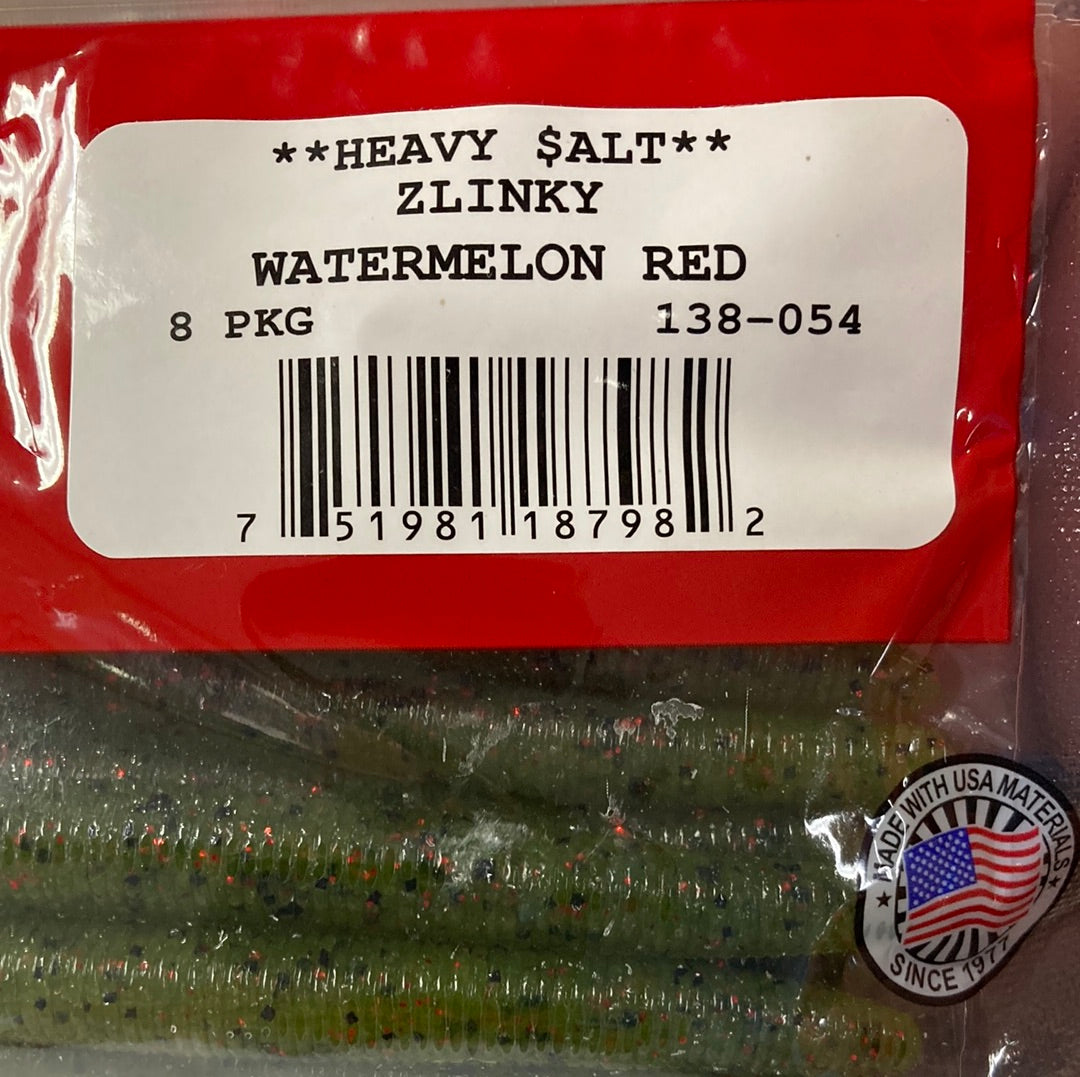 **HEAVY $ALT**
ZLINKY
WATERMELON RED
8 PKG 138-054
7 51981 18798 2
MADE WITH USA MATERIALS
SINCE 1977